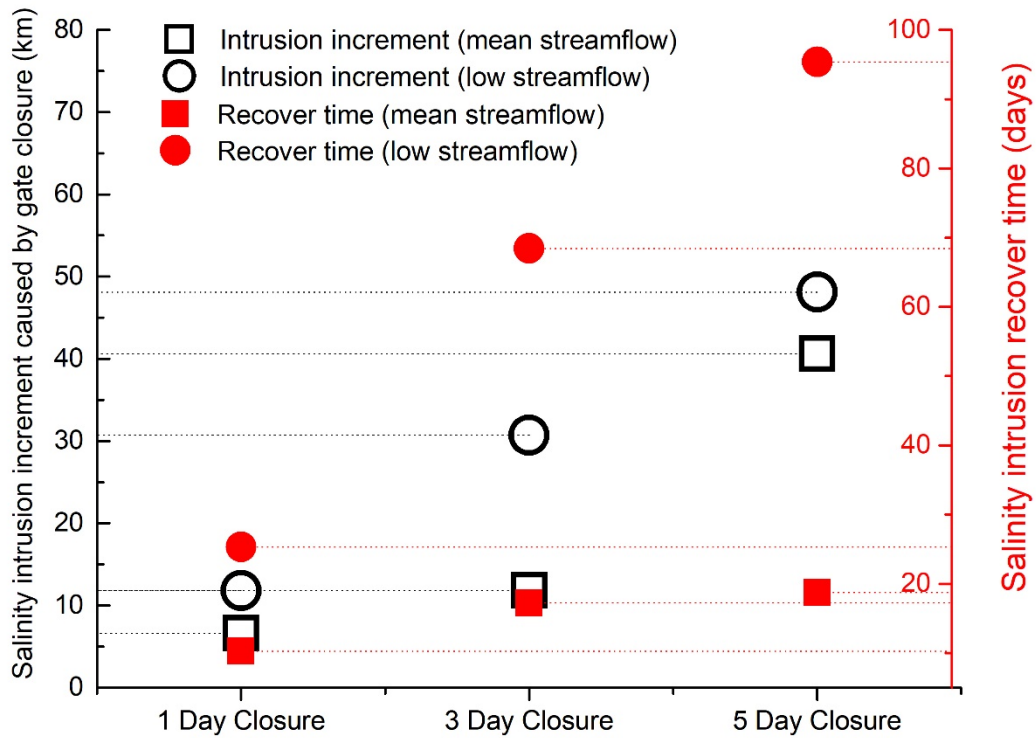 Salinity intrusion increment caused by gate closure (km)
80
70
60
50
40
30
20
10
0
Intrusion increment (mean streamflow)
Intrusion increment (low streamflow)
Recover time (mean streamflow)
Recover time (low streamflow)
1 Day Closure
3 Day Closure
5 Day Closure
100
80
60
40
20
Salinity intrusion recover time (days)